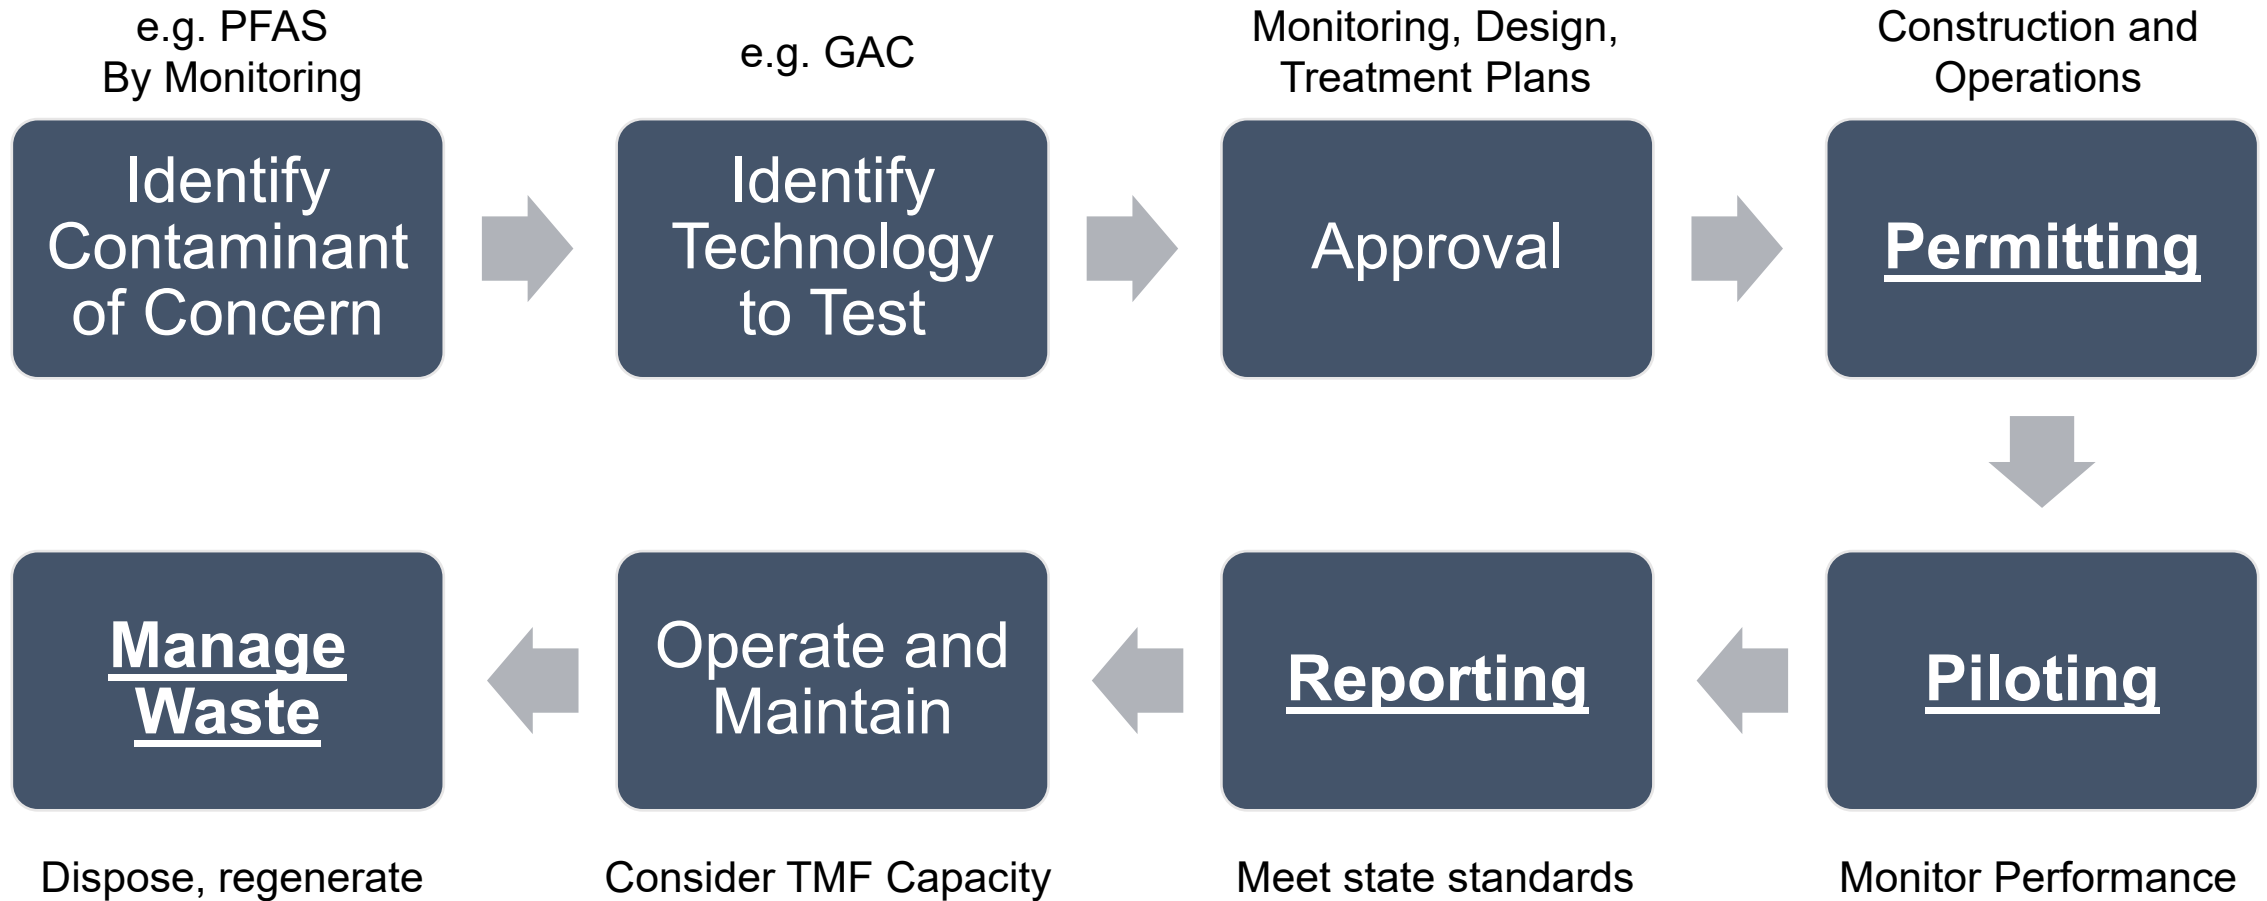 e.g. PFAS
By Monitoring
e.g. GAC
Monitoring, Design,
Treatment Plans
Construction and
Operations
Identify
Contaminant
of Concern
Identify
Technology
to Test
Approval
Permitting
Piloting
Monitor Performance
Reporting
Meet state standards
Operate and
Maintain
Consider TMF Capacity
Manage
Waste
Dispose, regenerate